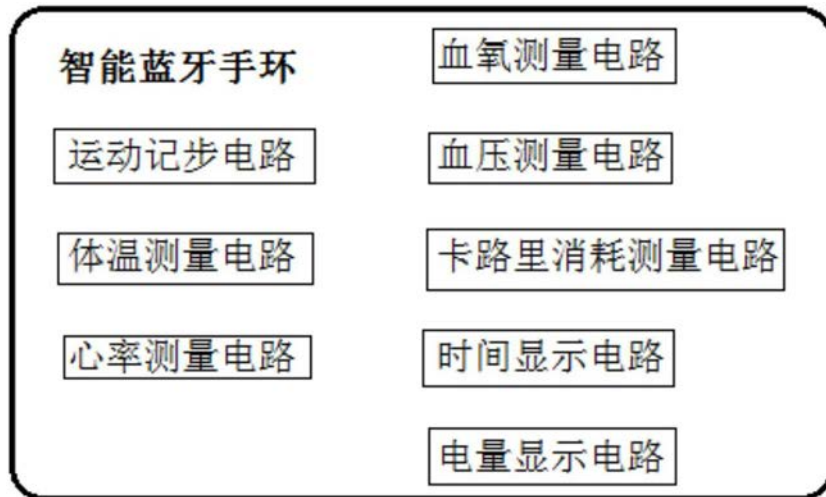 智能蓝牙手环
运动记步电路
体温测量电路
心率测量电路
血氧测量电路
血压测量电路
卡路里消耗测量电路
时间显示电路
电量显示电路